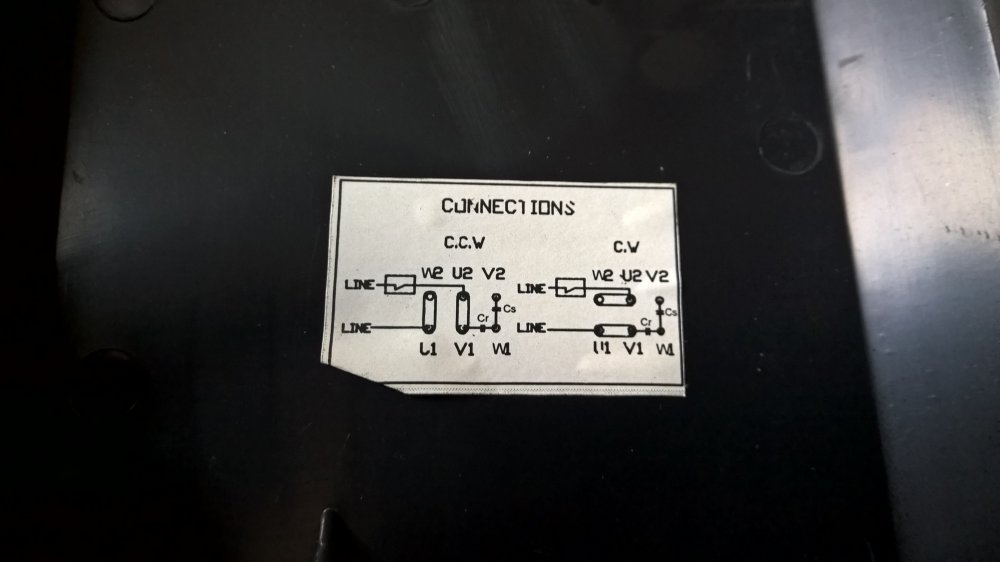 CONNECTIONS
C.C.W
C.W
W2 U2 V2
W2 U2 V2
LINE
LINE
Cs
Cs
Cr
Cr
LINE
LINE
U1 V1 W1
U1 V1 W1